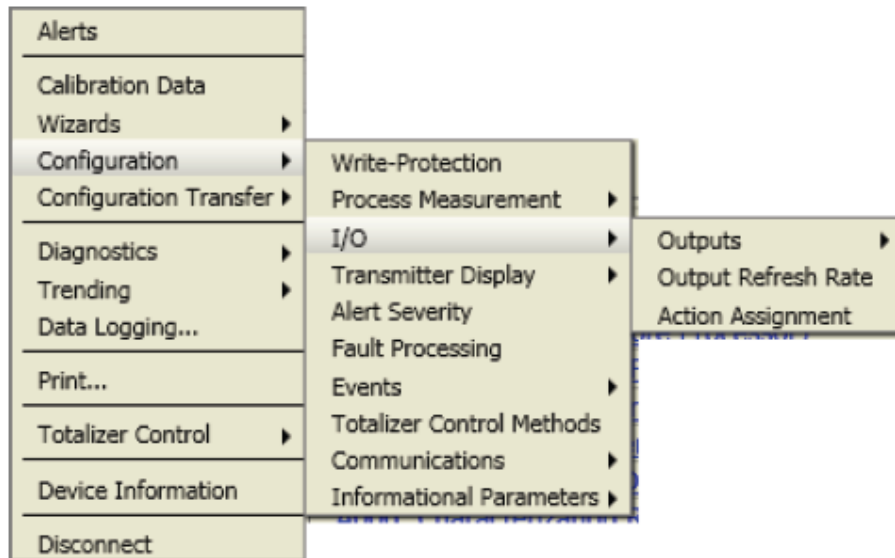 Alerts
Calibration Data
Wizards
Configuration
Configuration Transfer
Diagnostics
Trending
Data Logging...
Print...
Totalizer Control
Device Information
Disconnect
Write-Protection
Process Measurement
I/O
Transmitter Display
Alert Severity
Fault Processing
Events
Totalizer Control Methods
Communications
Informational Parameters
Outputs
Output Refresh Rate
Action Assignment